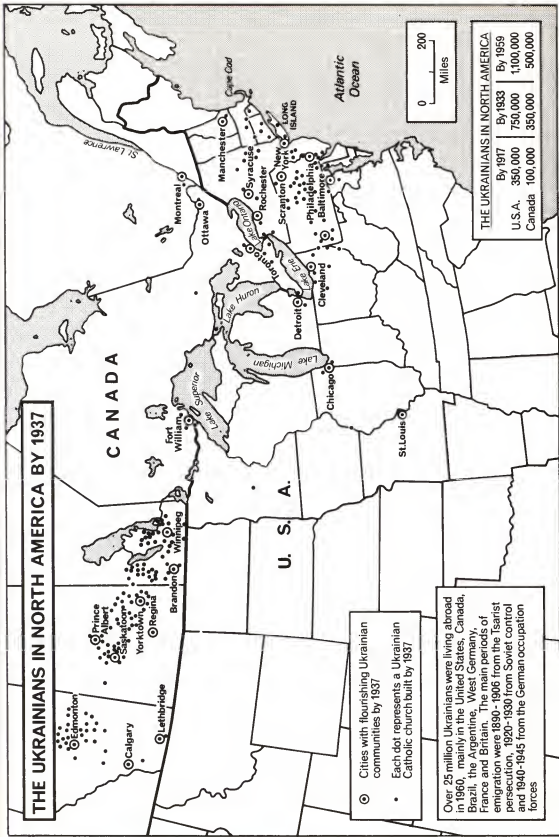 THE UKRAINIANS IN NORTH AMERICA BY 1937
CANADA
U. S. A.
Edmonton
Calgary
Lethbridge
Prince
Albert
Saskatoon
Yorktown
Regina
Brandon
Winnipeg
Fort
William
Lake Superior
Lake Michigan
Lake Huron
Lake Erie
Lake Ontario
St Lawrence
Montreal
Ottawa
Toronto
Detroit
Cleveland
Chicago
St. Louis
Manchester
Syracuse
Rochester
Scranton
New
York
Philadelphia
Baltimore
Cape Cod
LONG
ISLAND
Atlantic
Ocean
0 200
Miles
Cities with flourishing Ukrainian
communities by 1937
Each dot represents a Ukrainian
Catholic church built by 1937
Over 25 million Ukrainians were living abroad
in 1960, mainly in the United States, Canada,
Brazil, the Argentine, West Germany,
France and Britain. The main periods of
emigration were 1890-1906 from the Tsarist
persecution, 1920-1930 from Soviet control
and 1940-1945 from the German occupation
forces
THE UKRAINIANS IN NORTH AMERICA
By 1917 By 1933 By 1959
U.S.A. 350,000 750,000 1,100,000
Canada 100,000 350,000 500,000